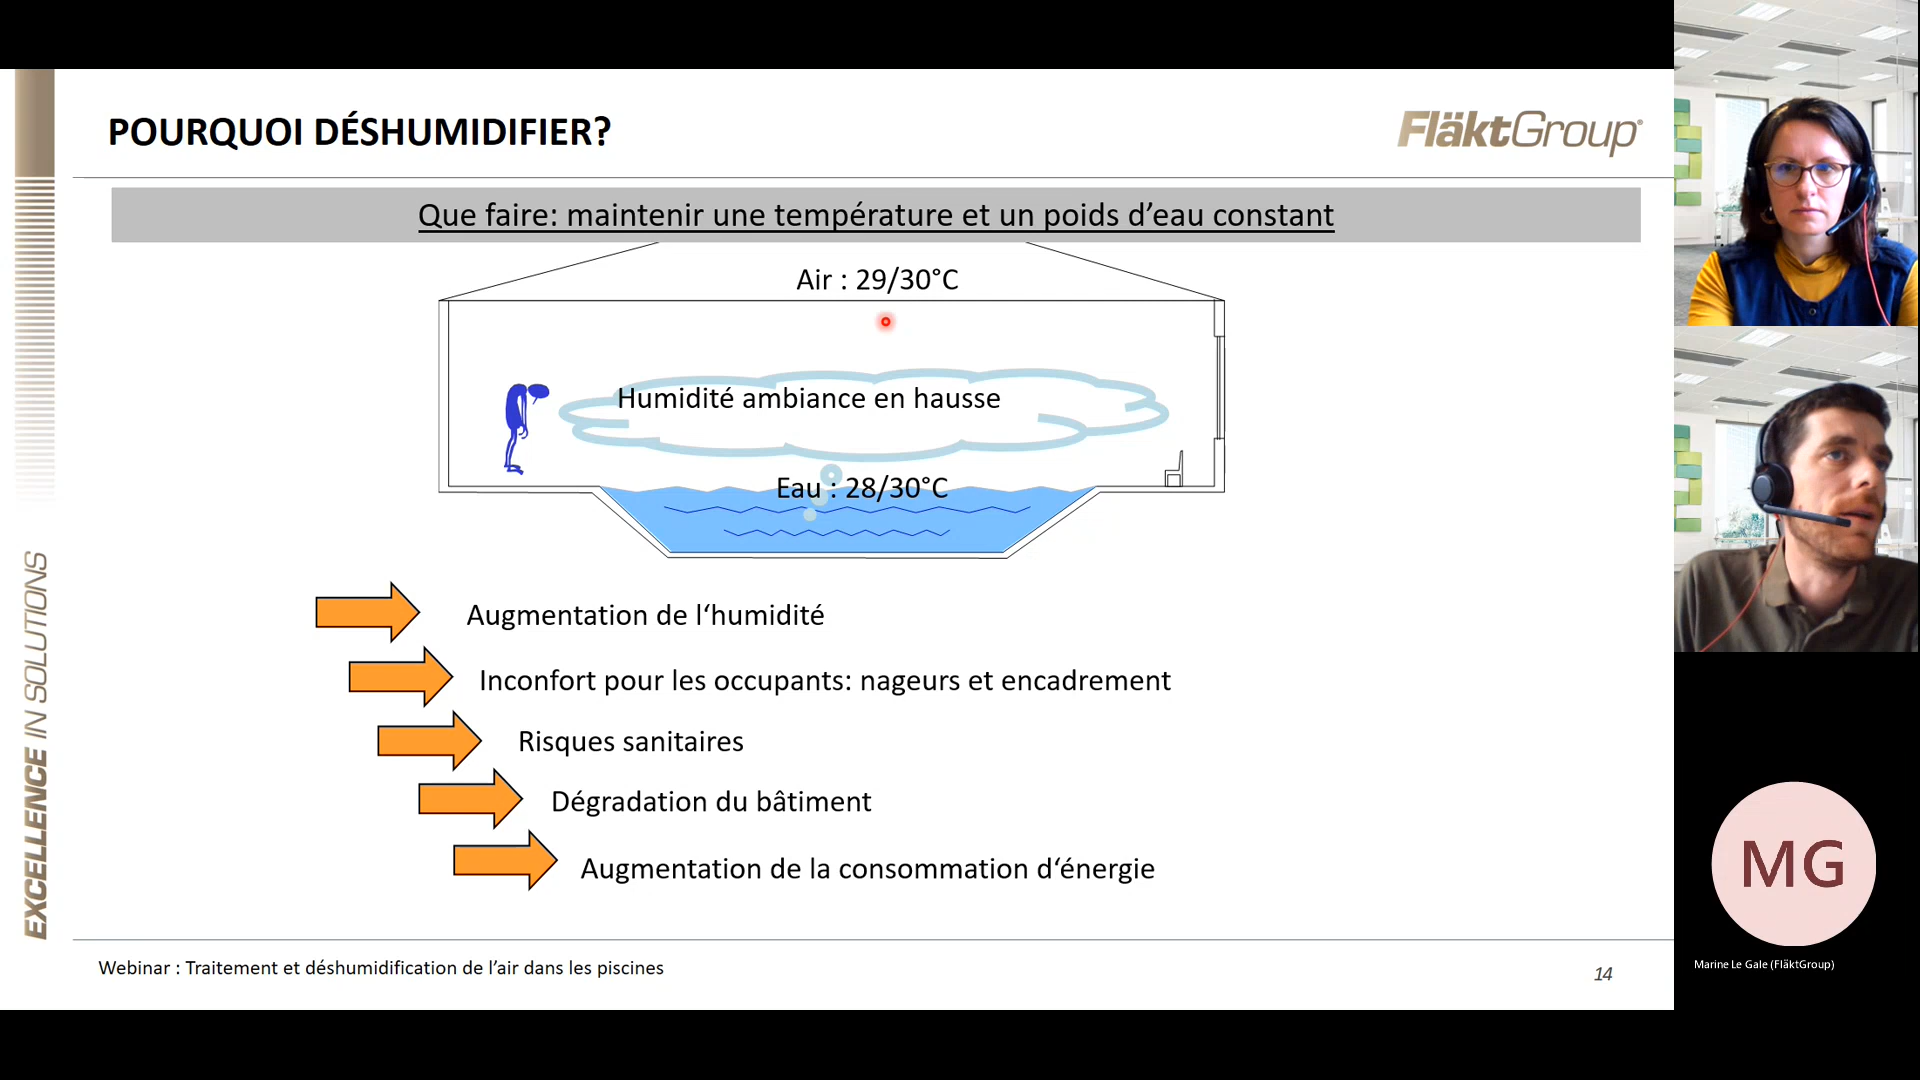 POURQUOI DÉSHUMIDIFIER?
FläktGroup®
Que faire: maintenir une température et un poids d’eau constant
Air : 29/30°C
Humidité ambiance en hausse
Eau : 28/30°C
Augmentation de l‘humidité
Inconfort pour les occupants: nageurs et encadrement
Risques sanitaires
Dégradation du bâtiment
Augmentation de la consommation d‘énergie
EXCELLENCE IN SOLUTIONS
Webinar : Traitement et déshumidification de l’air dans les piscines
14
MG
Marine Le Gale (FläktGroup)